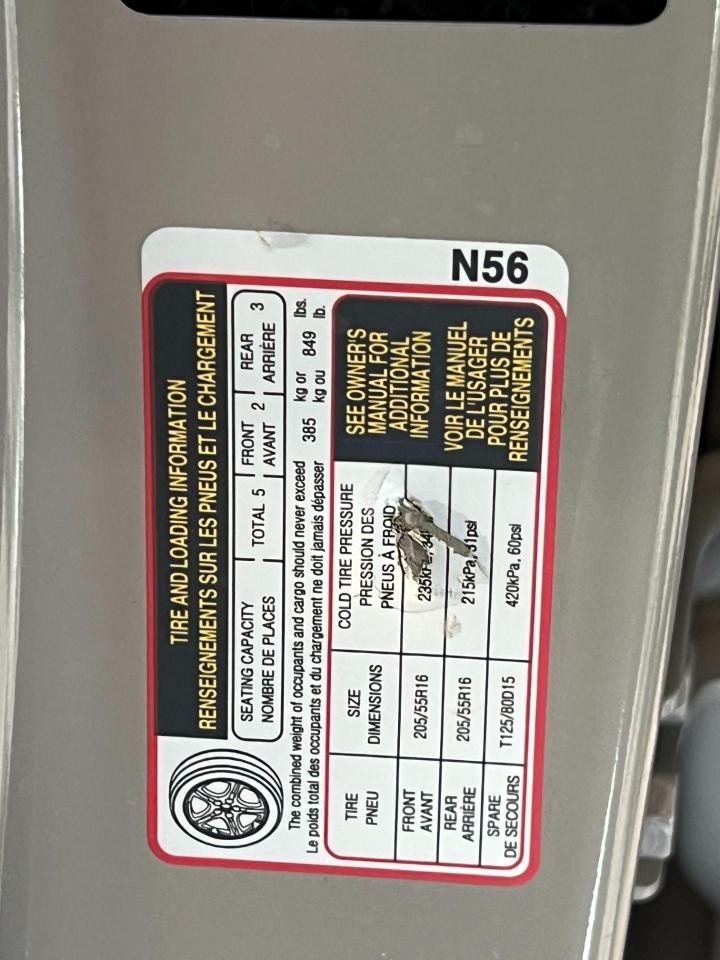 N56
TIRE AND LOADING INFORMATION
RENSEIGNEMENTS SUR LES PNEUS ET LE CHARGEMENT
SEATING CAPACITY
NOMBRE DE PLACES
TOTAL 5
FRONT
AVANT
2
REAR
ARRIÈRE
3
The combined weight of occupants and cargo should never exceed 385 kg or 849 lbs.
Le poids total des occupants et du chargement ne doit jamais dépasser kg ou lb.
TIRE
PNEU
SIZE
DIMENSIONS
COLD TIRE PRESSURE
PRESSION DES
PNEUS À FROID
SEE OWNER'S
MANUAL FOR
ADDITIONAL
INFORMATION
VOIR LE MANUEL
DE L'USAGER
POUR PLUS DE
RENSEIGNEMENTS
FRONT
AVANT
205/55R16
235kPa,
REAR
ARRIÈRE
205/55R16
215kPa, 31psi
SPARE
DE SECOURS
T125/80D15
420kPa, 60psi